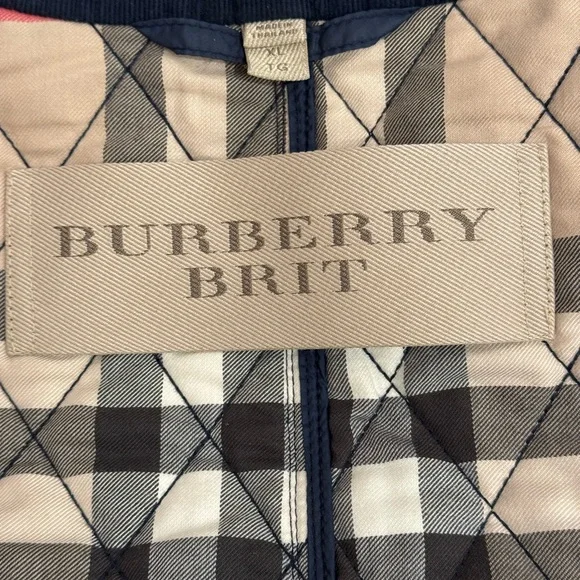 MADE IN
THAILAND
XL
TG
BURBERRY
BRIT